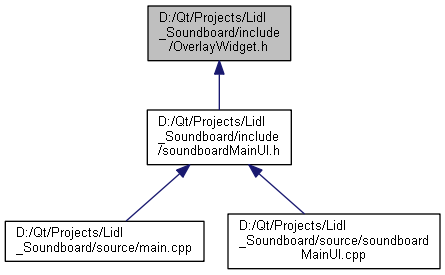 D:/Qt/Projects/Lidl
_Soundboard/include
/OverlayWidget.h
D:/Qt/Projects/Lidl
_Soundboard/include
/soundboardMainUI.h
D:/Qt/Projects/Lidl
_Soundboard/source/main.cpp
D:/Qt/Projects/Lidl
_Soundboard/source/soundboard
MainUI.cpp